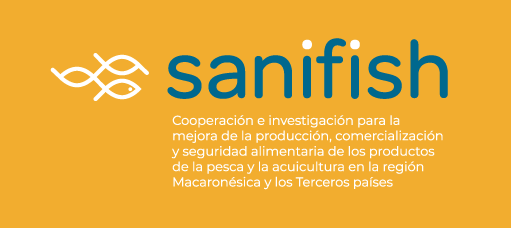 sanifish
Cooperación e investigación para la
mejora de la producción, comercialización
y seguridad alimentaria de los productos
de la pesca y la acuicultura en la región
Macaronésica y los Terceros países